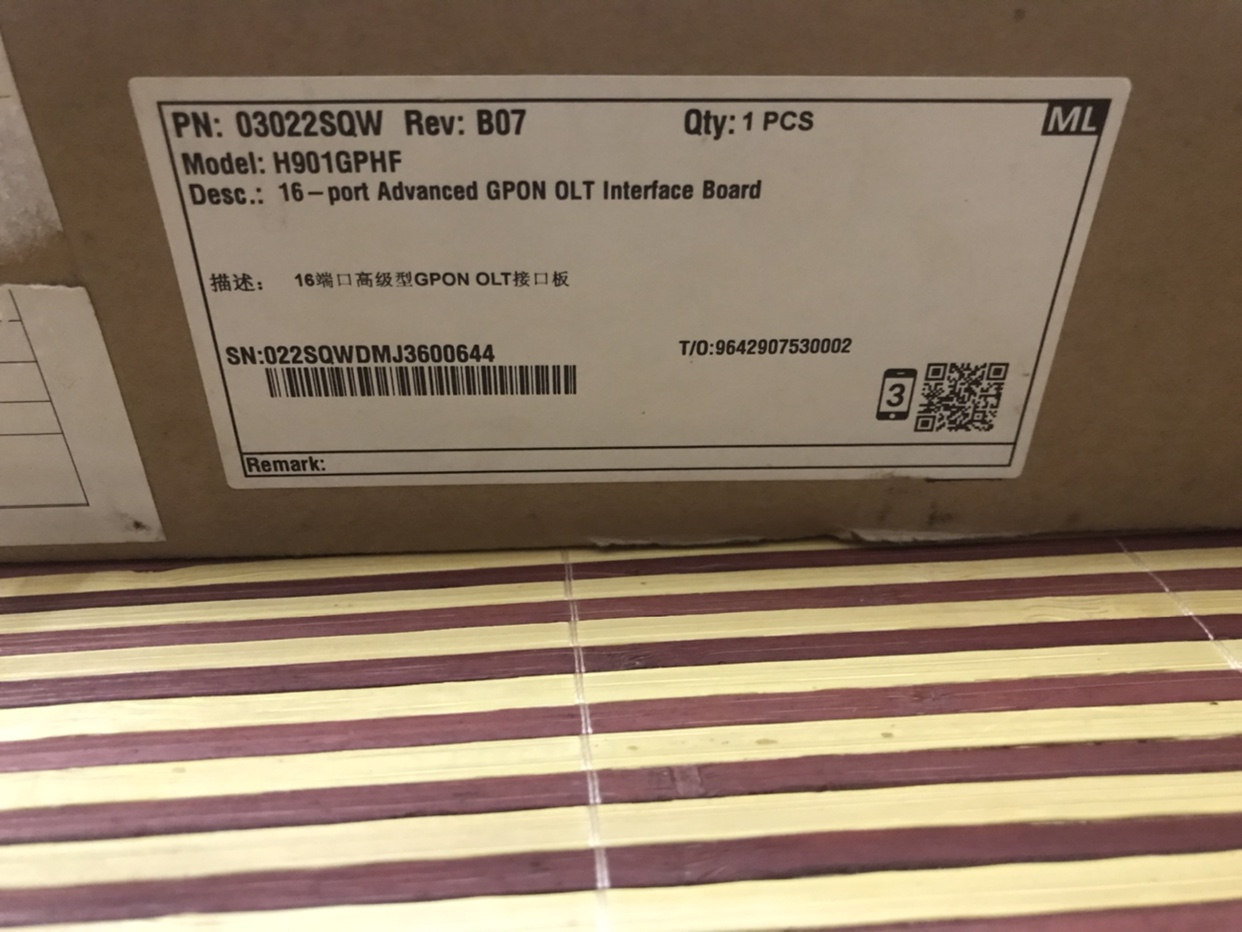 PN: 03022SQW Rev: B07 Qty: 1 PCS ML
Model: H901GPHF
Desc.: 16-port Advanced GPON OLT Interface Board
描述： 16端口高级型GPON OLT接口板
SN:022SQWDMJ3600644 T/O:9642907530002
3
Remark: